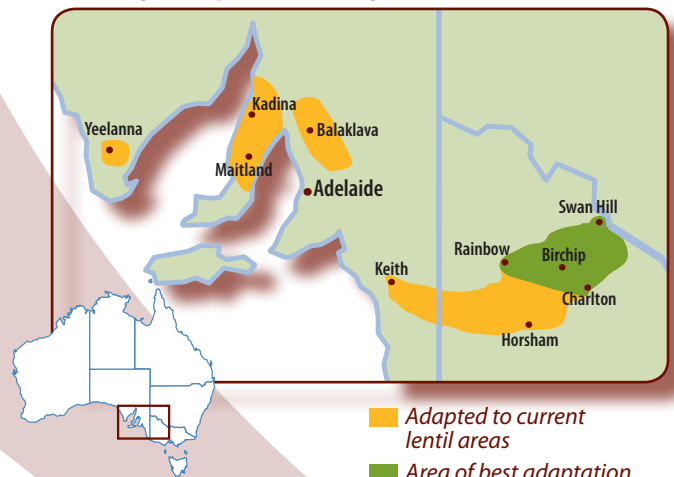 Kadina
Yeelanna
Balaklava
Maitland
Adelaide
Swan Hill
Rainbow
Birchip
Keith
Charlton
Horsham
Adapted to current
lentil areas
Area of best adaptation